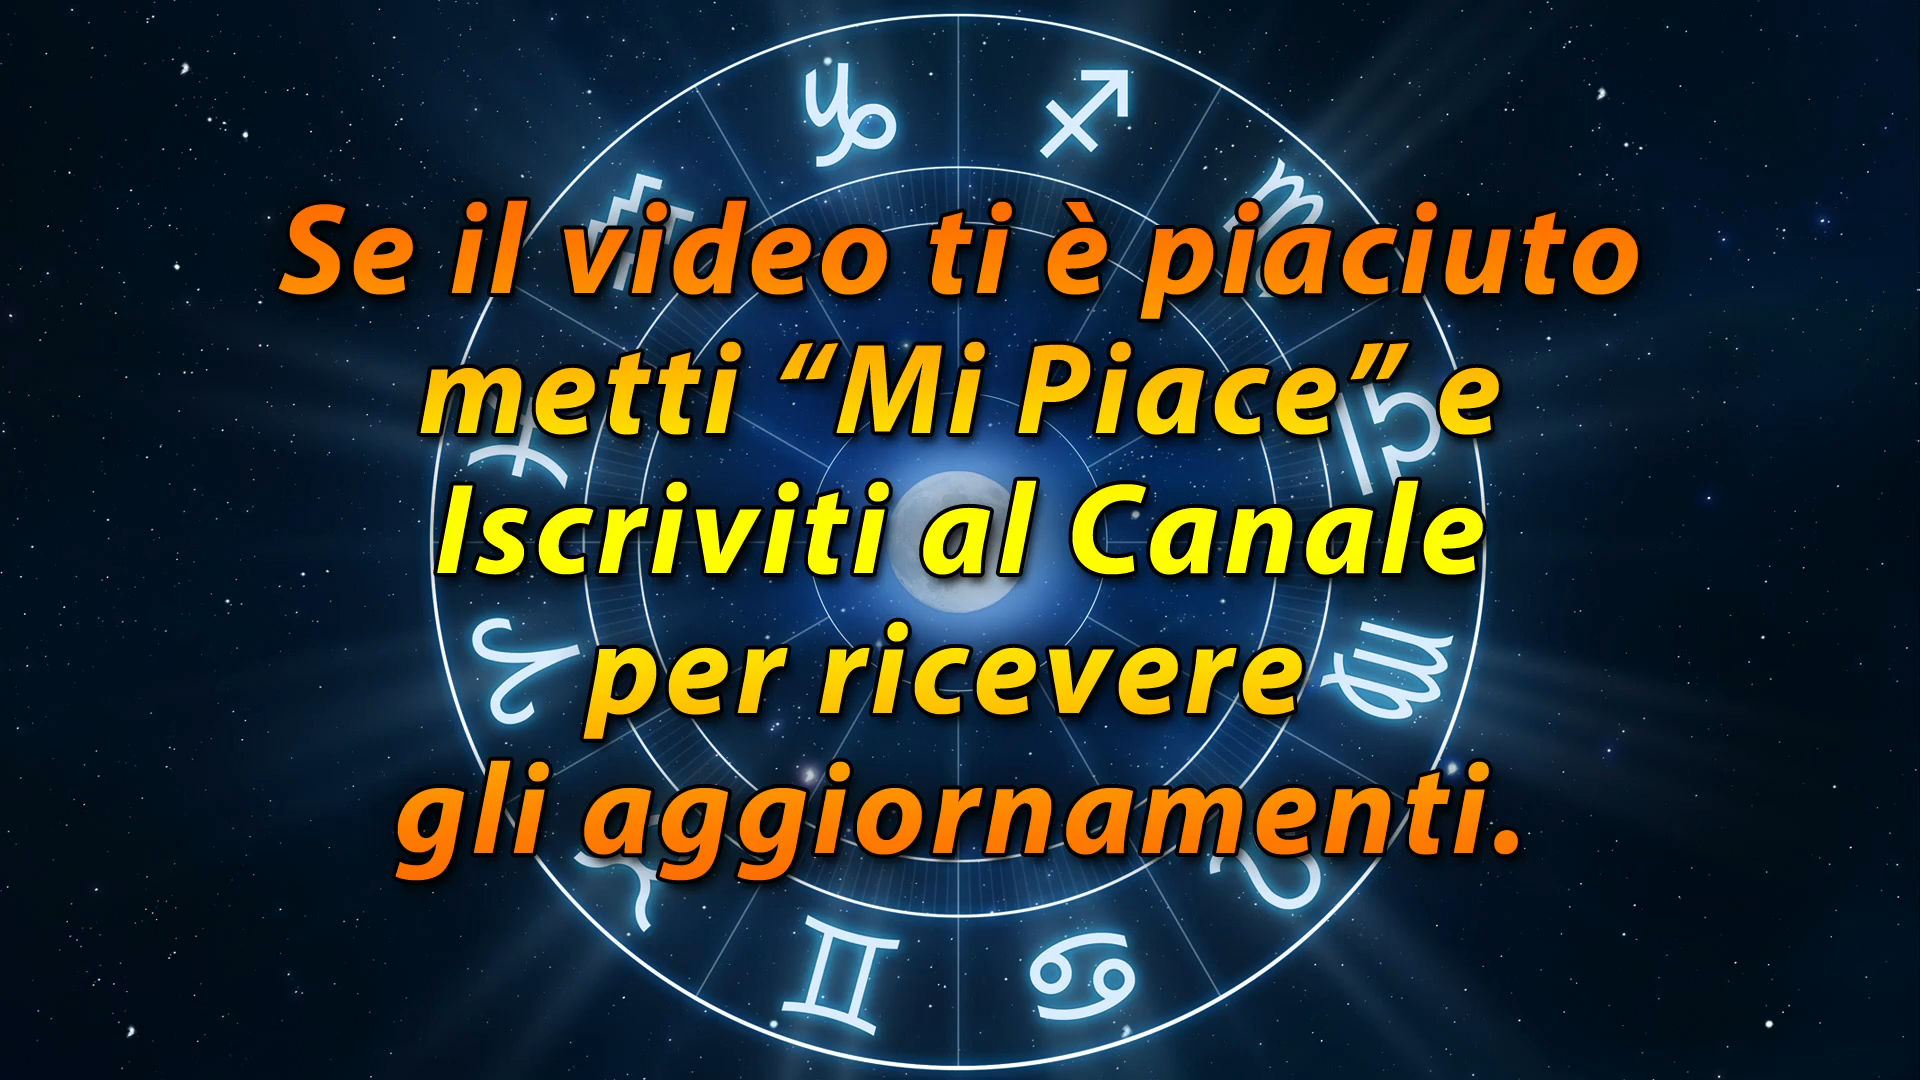 Se il video ti è piaciuto
metti “Mi Piace” e
Iscriviti al Canale
per ricevere
gli aggiornamenti.